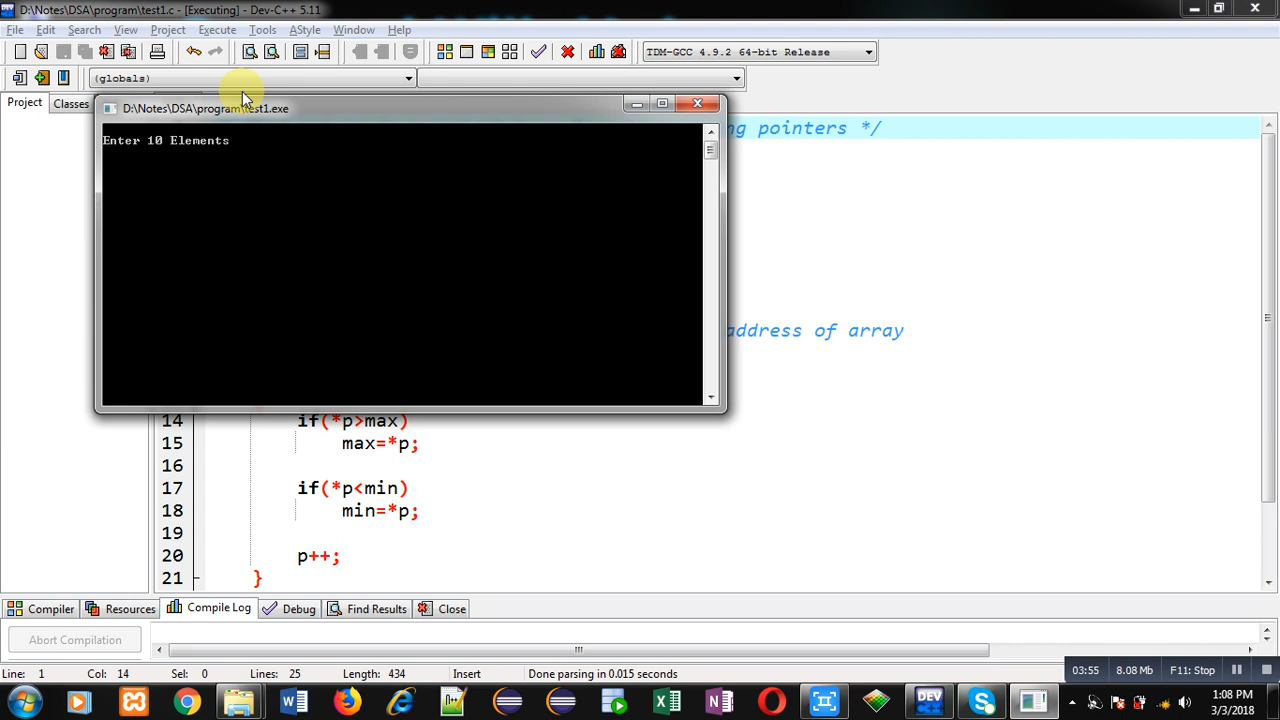 D:\Notes\DSA\program\test1.c - [Executing] - Dev-C++ 5.11
File Edit Search View Project Execute Tools AStyle Window Help
TDM-GCC 4.9.2 64-bit Release
(globals)
Project Classes
D:\Notes\DSA\program\test1.exe
Enter 10 Elements
ng pointers */
address of array
14 if(*p>max)
15 max=*p;
16
17 if(*p<min)
18 min=*p;
19
20 p++;
21 }
Compiler Resources Compile Log Debug Find Results Close
Abort Compilation
Line: 1 Col: 14 Sel: 0 Lines: 25 Length: 434 Insert Done parsing in 0.015 seconds
03:55 8.08 Mb F11: Stop
DEV
1:08 PM
3/3/2018